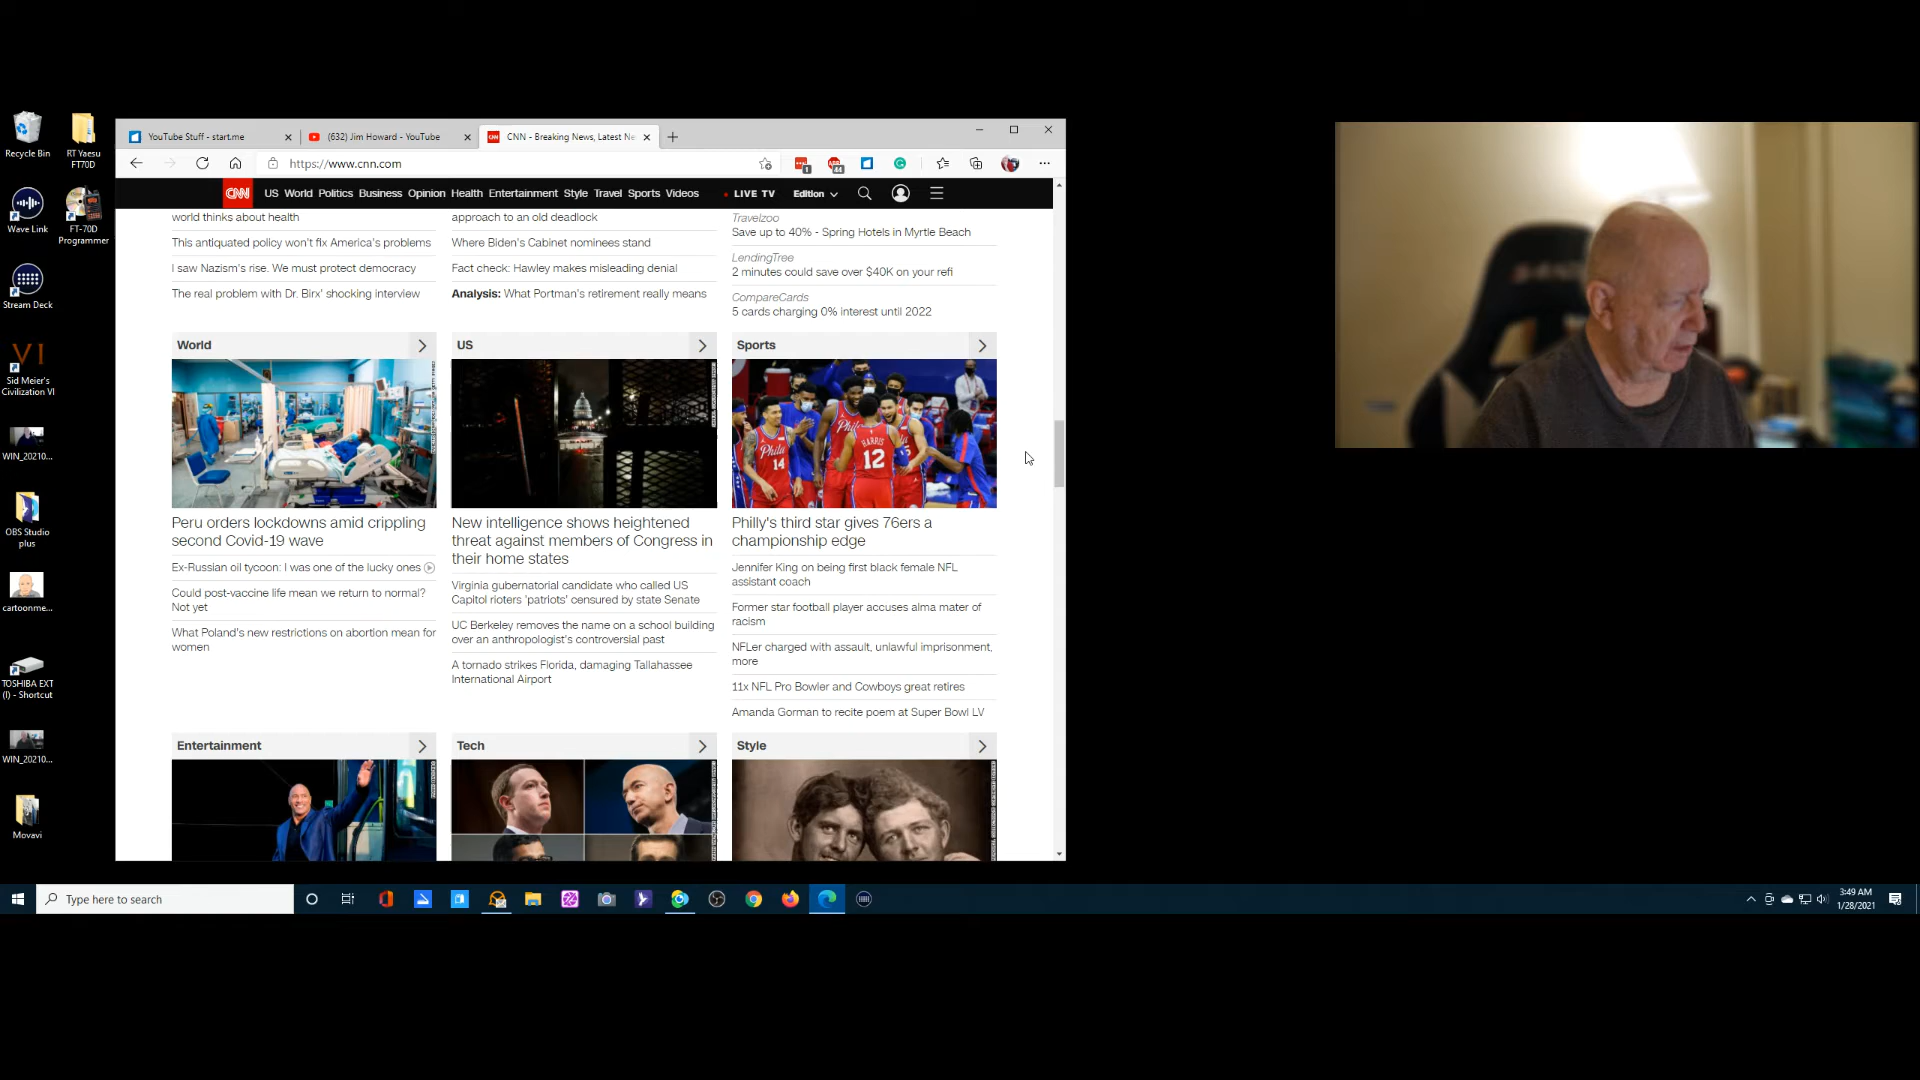 Recycle Bin
RT Yaesu
FT70D
Wave Link
FT-70D
Programmer
Stream Deck
Sid Meier's
Civilization VI
WIN_20210...
OBS Studio
plus
cartoonme...
TOSHIBA EXT
(I) - Shortcut
WIN_20210...
Movavi
YouTube Stuff - start.me
(632) Jim Howard - YouTube
CNN - Breaking News, Latest Ne
https://www.cnn.com
1
44
CNN US World Politics Business Opinion Health Entertainment Style Travel Sports Videos LIVE TV Edition
world thinks about health
This antiquated policy won't fix America's problems
I saw Nazism's rise. We must protect democracy
The real problem with Dr. Birx' shocking interview
approach to an old deadlock
Where Biden's Cabinet nominees stand
Fact check: Hawley makes misleading denial
Analysis: What Portman's retirement really means
Travelzoo
Save up to 40% - Spring Hotels in Myrtle Beach
LendingTree
2 minutes could save over $40K on your refi
CompareCards
5 cards charging 0% interest until 2022
World
Peru orders lockdowns amid crippling
second Covid-19 wave
Ex-Russian oil tycoon: I was one of the lucky ones
Could post-vaccine life mean we return to normal?
Not yet
What Poland's new restrictions on abortion mean for
women
US
New intelligence shows heightened
threat against members of Congress in
their home states
Virginia gubernatorial candidate who called US
Capitol rioters 'patriots' censured by state Senate
UC Berkeley removes the name on a school building
over an anthropologist's controversial past
A tornado strikes Florida, damaging Tallahassee
International Airport
Sports
Phila
14
Phil
HARRIS
12
Philly's third star gives 76ers a
championship edge
Jennifer King on being first black female NFL
assistant coach
Former star football player accuses alma mater of
racism
NFLer charged with assault, unlawful imprisonment,
more
11x NFL Pro Bowler and Cowboys great retires
Amanda Gorman to recite poem at Super Bowl LV
Entertainment
Tech
Style
Type here to search
3:49 AM
1/28/2021